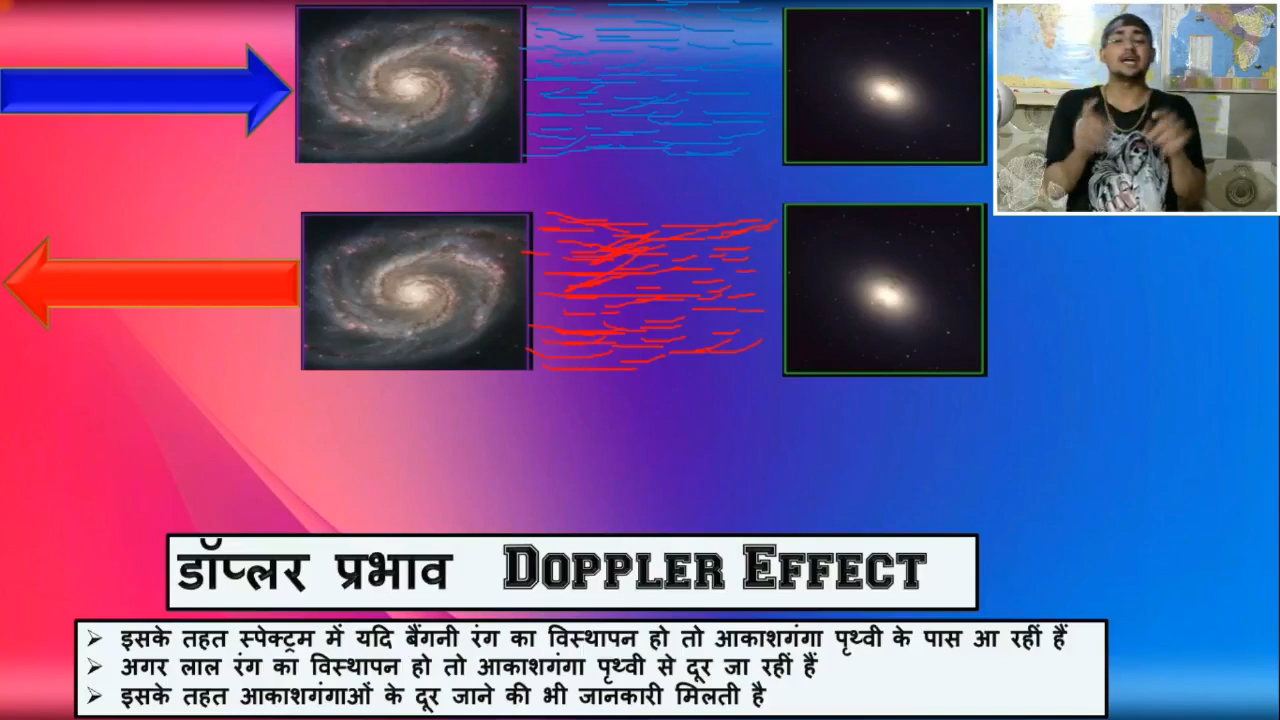 डॉप्लर प्रभाव DOPPLER EFFECT
➢ इसके तहत स्पेक्ट्रम में यदि बैंगनी रंग का विस्थापन हो तो आकाशगंगा पृथ्वी के पास आ रहीं हैं
➢ अगर लाल रंग का विस्थापन हो तो आकाशगंगा पृथ्वी से दूर जा रहीं हैं
➢ इसके तहत आकाशगंगाओं के दूर जाने की भी जानकारी मिलती है